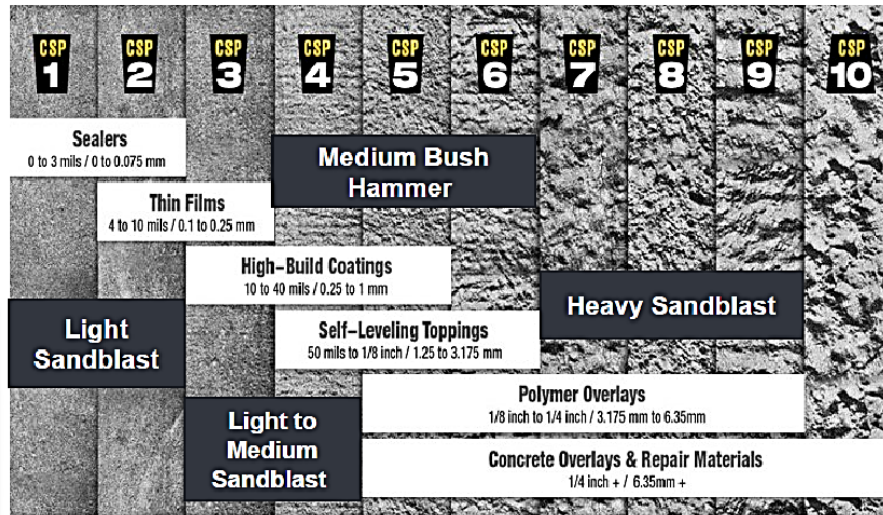 CSP 1
CSP 2
CSP 3
CSP 4
CSP 5
CSP 6
CSP 7
CSP 8
CSP 9
CSP 10
Sealers
0 to 3 mils / 0 to 0.075 mm
Medium Bush
Hammer
Thin Films
4 to 10 mils / 0.1 to 0.25 mm
High-Build Coatings
10 to 40 mils / 0.25 to 1 mm
Heavy Sandblast
Light
Sandblast
Self-Leveling Toppings
50 mils to 1/8 inch / 1.25 to 3.175 mm
Polymer Overlays
1/8 inch to 1/4 inch / 3.175 mm to 6.35mm
Light to
Medium
Sandblast
Concrete Overlays & Repair Materials
1/4 inch + / 6.35mm +